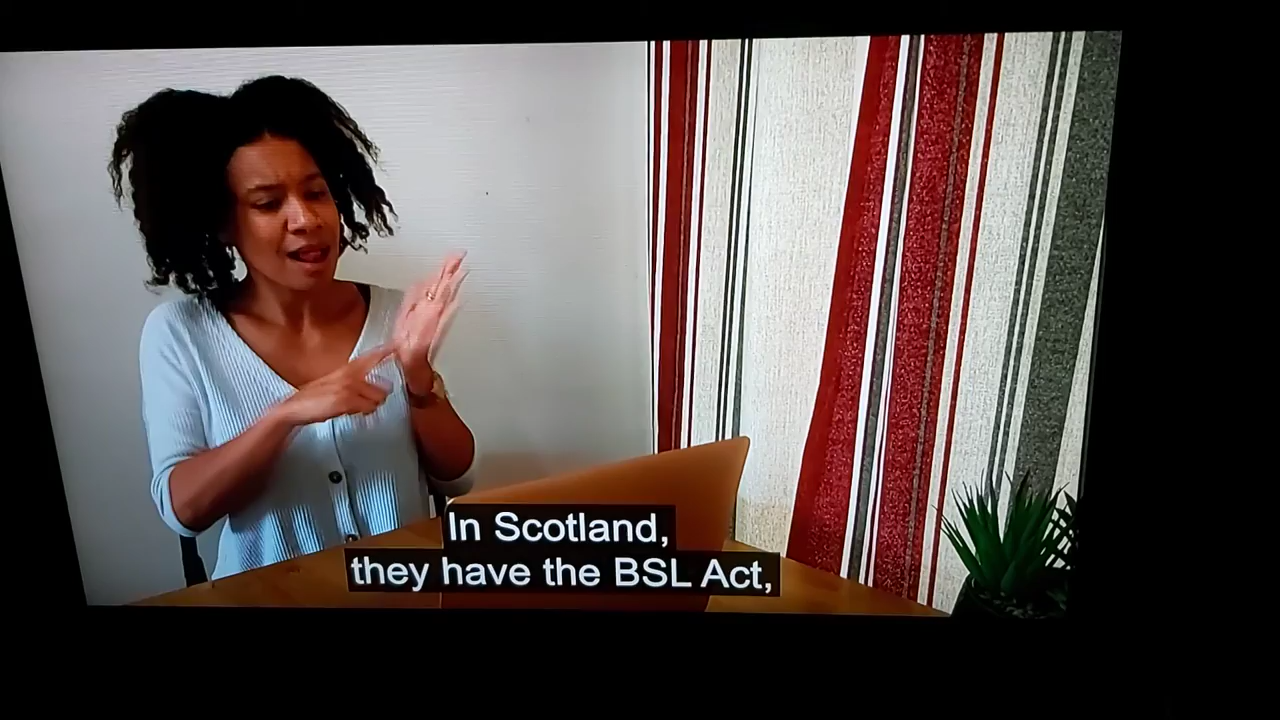 In Scotland,
they have the BSL Act,